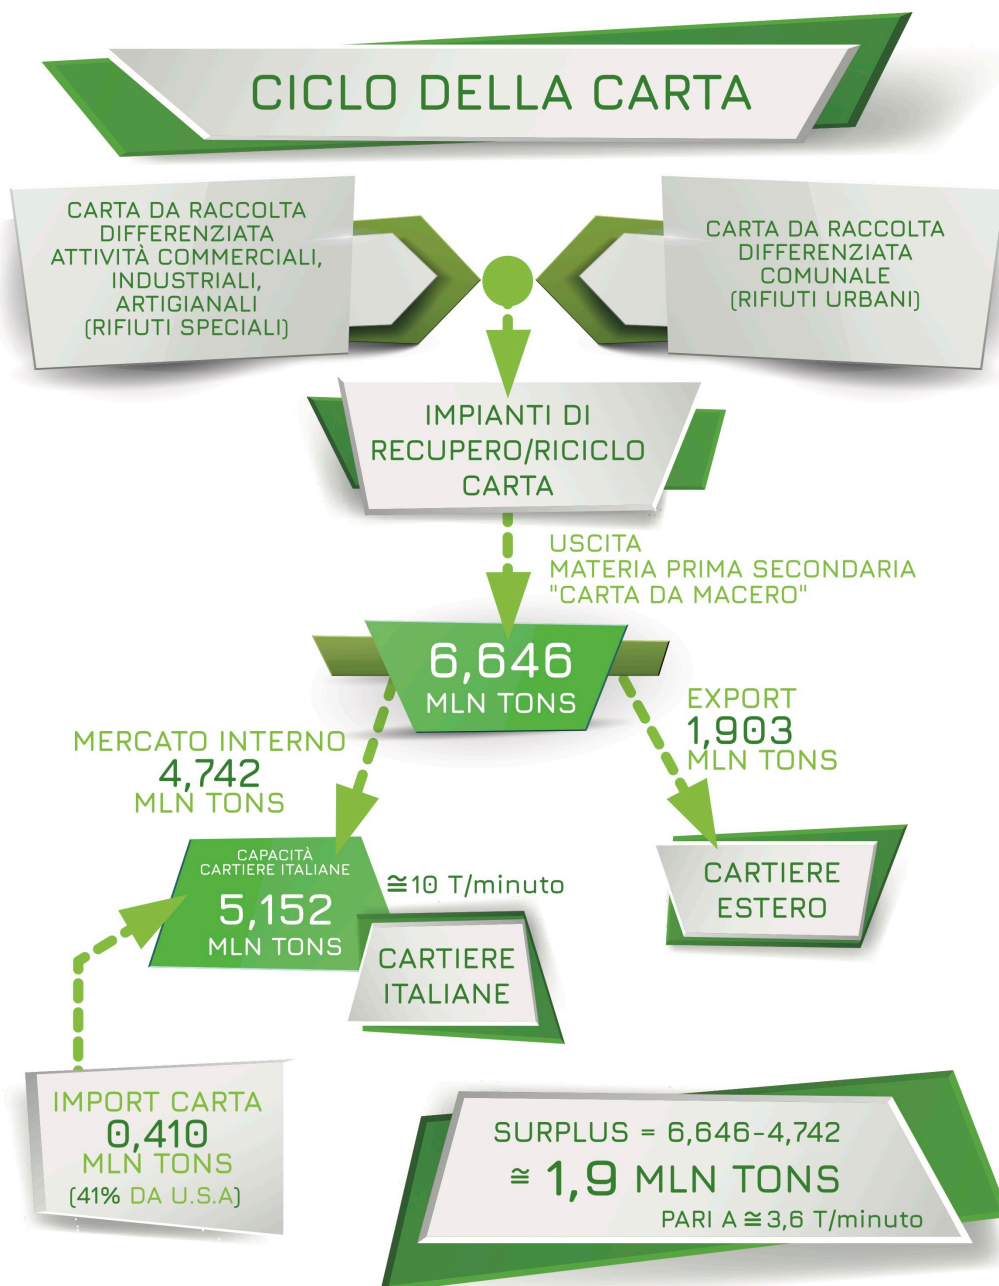 CICLO DELLA CARTA
CARTA DA RACCOLTA
DIFFERENZIATA
ATTIVITÀ COMMERCIALI,
INDUSTRIALI,
ARTIGIANALI
(RIFIUTI SPECIALI)
CARTA DA RACCOLTA
DIFFERENZIATA
COMUNALE
(RIFIUTI URBANI)
IMPIANTI DI
RECUPERO/RICICLO
CARTA
USCITA
MATERIA PRIMA SECONDARIA
"CARTA DA MACERO"
6,646
MLN TONS
MERCATO INTERNO
4,742
MLN TONS
EXPORT
1,903
MLN TONS
CAPACITÀ
CARTIERE ITALIANE
5,152
MLN TONS
≅10 T/minuto
CARTIERE
ITALIANE
CARTIERE
ESTERO
IMPORT CARTA
0,410
MLN TONS
(41% DA U.S.A)
SURPLUS = 6,646-4,742
≅ 1,9 MLN TONS
PARI A ≅ 3,6 T/minuto